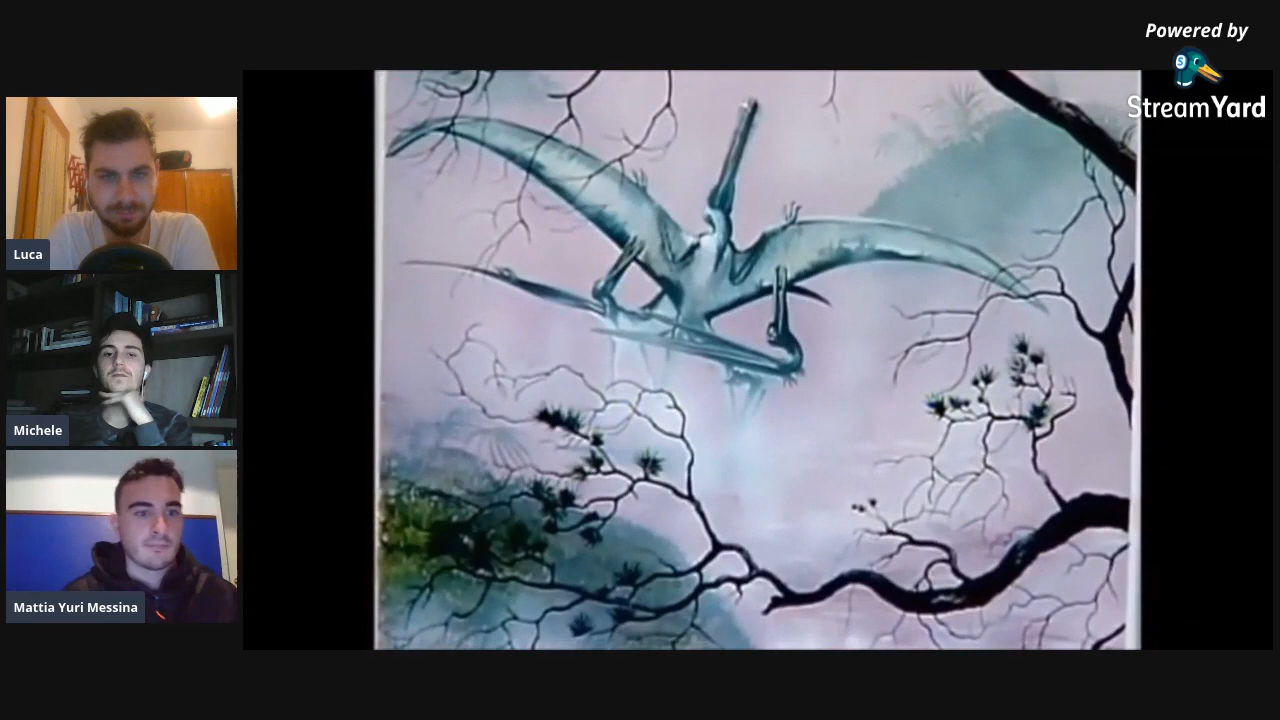 Powered by
StreamYard
Luca
Michele
Mattia Yuri Messina